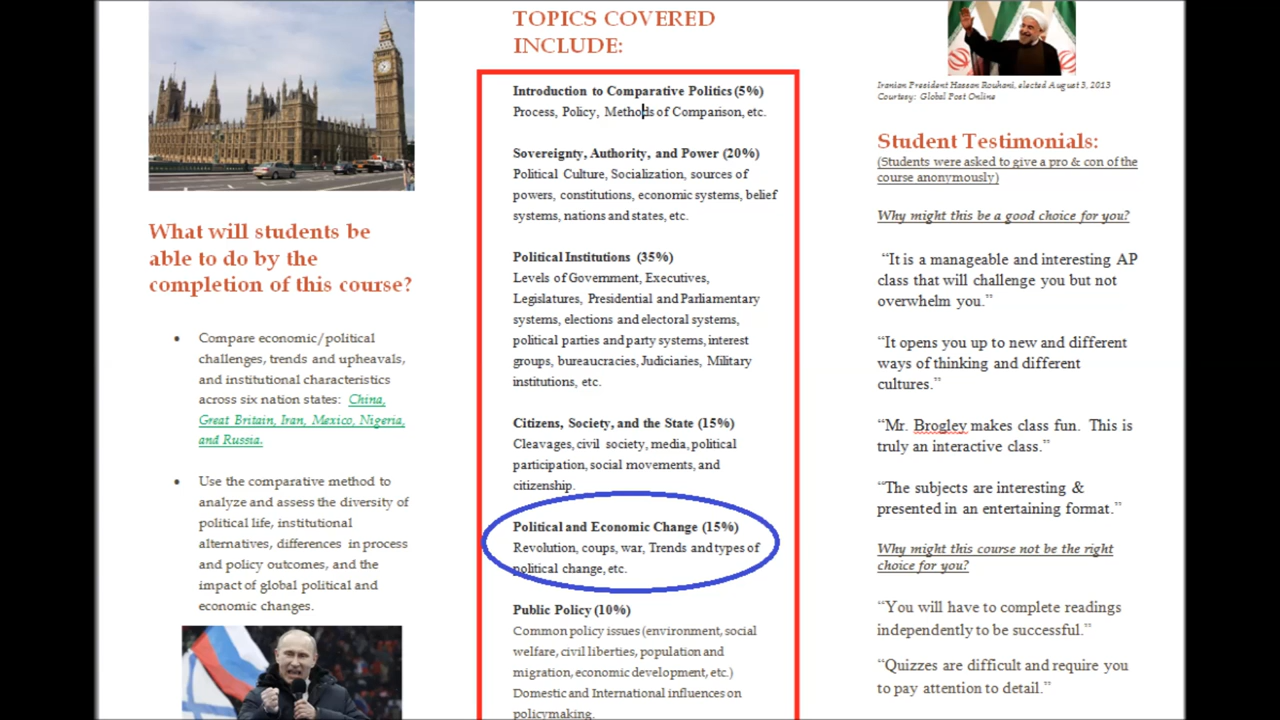 What will students be
able to do by the
completion of this course?
Compare economic/political
challenges, trends and upheavals,
and institutional characteristics
across six nation states: China,
Great Britain, Iran, Mexico, Nigeria,
and Russia.
Use the comparative method to
analyze and assess the diversity of
political life, institutional
alternatives, differences in process
and policy outcomes, and the
impact of global political and
economic changes.
TOPICS COVERED
INCLUDE:
Introduction to Comparative Politics (5%)
Process, Policy, Methods of Comparison, etc.
Sovereignty, Authority, and Power (20%)
Political Culture, Socialization, sources of
powers, constitutions, economic systems, belief
systems, nations and states, etc.
Political Institutions (35%)
Levels of Government, Executives,
Legislatures, Presidential and Parliamentary
systems, elections and electoral systems,
political parties and party systems, interest
groups, bureaucracies, Judiciaries, Military
institutions, etc.
Citizens, Society, and the State (15%)
Cleavages, civil society, media, political
participation, social movements, and
citizenship.
Political and Economic Change (15%)
Revolution, coups, war, Trends and types of
political change, etc.
Public Policy (10%)
Common policy issues (environment, social
welfare, civil liberties, population and
migration, economic development, etc.)
Domestic and International influences on
policymaking.
Iranian President Hassan Rouhani, elected August 3, 2013
Courtesy: Global Post Online
Student Testimonials:
(Students were asked to give a pro & con of the
course anonymously)
Why might this be a good choice for you?
“It is a manageable and interesting AP
class that will challenge you but not
overwhelm you.”
“It opens you up to new and different
ways of thinking and different
cultures.”
“Mr. Brogley makes class fun. This is
truly an interactive class.”
“The subjects are interesting &
presented in an entertaining format.”
Why might this course not be the right
choice for you?
“You will have to complete readings
independently to be successful.”
“Quizzes are difficult and require you
to pay attention to detail.”